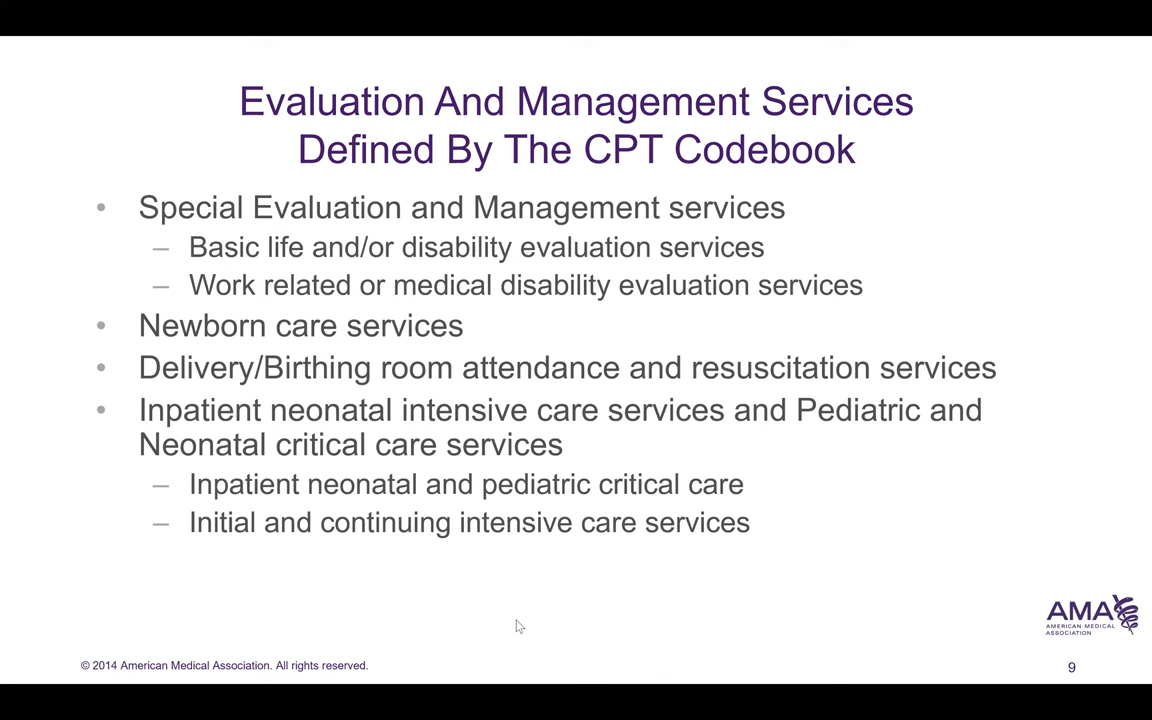 Evaluation And Management Services
Defined By The CPT Codebook
• Special Evaluation and Management services
– Basic life and/or disability evaluation services
– Work related or medical disability evaluation services
• Newborn care services
• Delivery/Birthing room attendance and resuscitation services
• Inpatient neonatal intensive care services and Pediatric and
Neonatal critical care services
– Inpatient neonatal and pediatric critical care
– Initial and continuing intensive care services
AMA
AMERICAN MEDICAL
ASSOCIATION
© 2014 American Medical Association. All rights reserved.
9